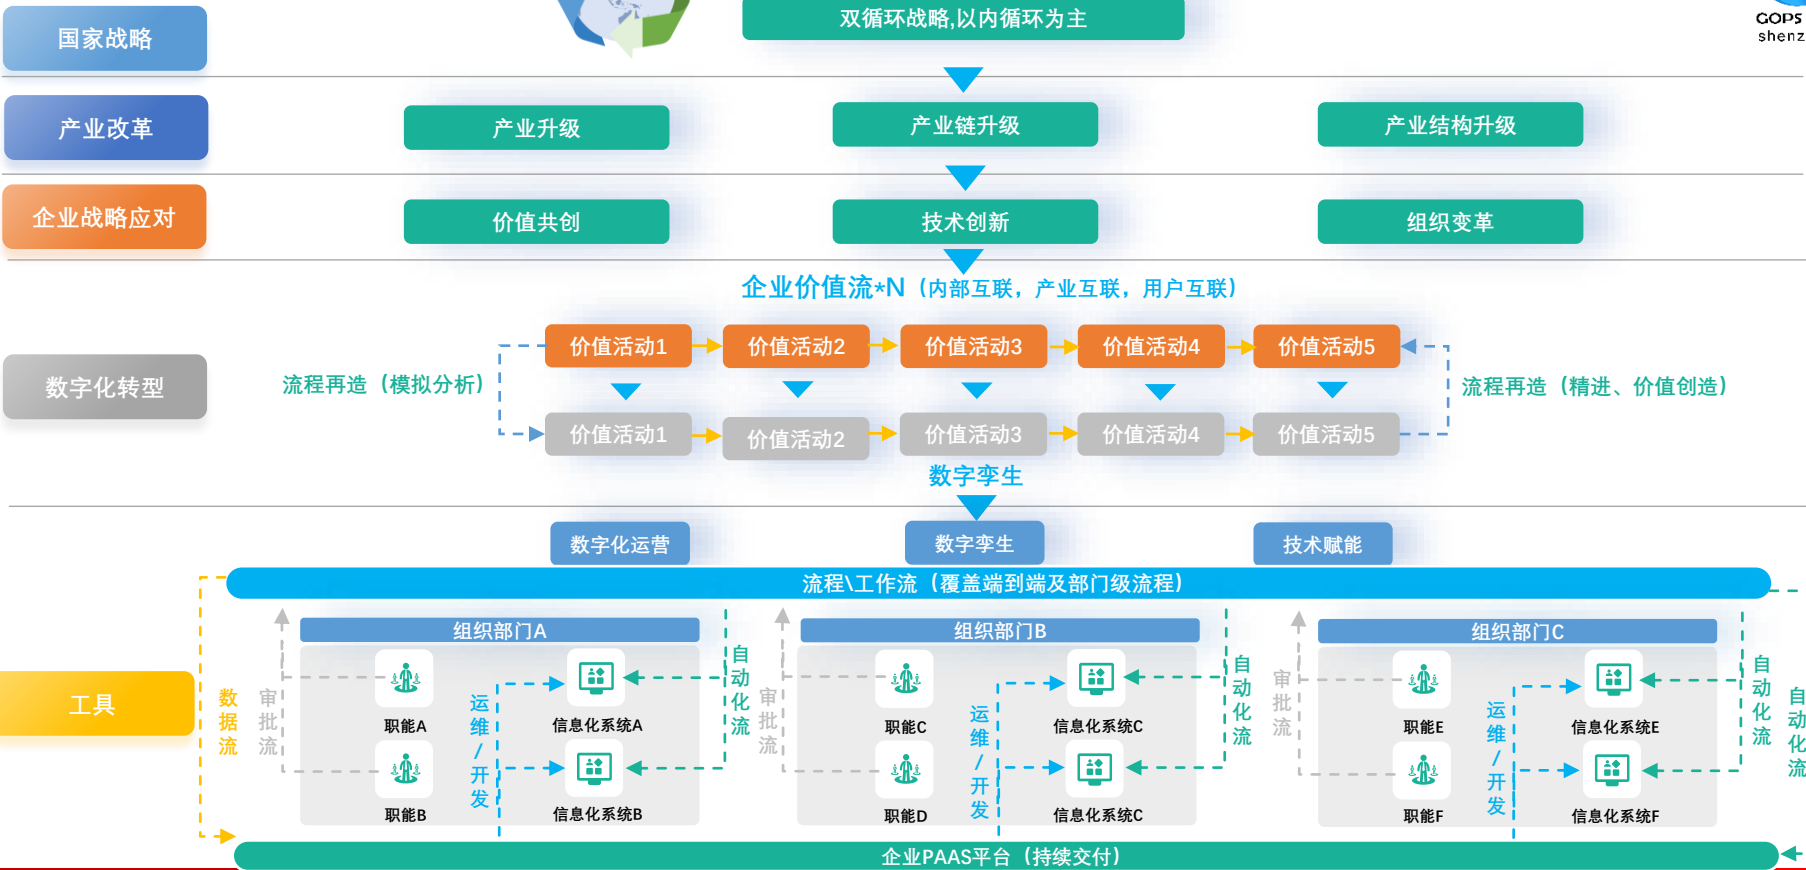 国家战略
双循环战略,以内循环为主
GOPS
shenz
产业改革
产业升级
产业链升级
产业结构升级
企业战略应对
价值共创
技术创新
组织变革
企业价值流*N（内部互联，产业互联，用户互联）
数字化转型
流程再造（模拟分析）
价值活动1
价值活动2
价值活动3
价值活动4
价值活动5
流程再造（精进、价值创造）
价值活动1
价值活动2
价值活动3
价值活动4
价值活动5
数字孪生
数字化运营
数字孪生
技术赋能
工具
流程\工作流（覆盖端到端及部门级流程）
数据流
审批流
组织部门A
职能A
职能B
运维/开发
信息化系统A
信息化系统B
自动化流
审批流
组织部门B
职能C
职能D
运维/开发
信息化系统C
信息化系统C
自动化流
审批流
组织部门C
职能E
职能F
运维/开发
信息化系统E
信息化系统F
自动化流
自动化流
企业PAAS平台（持续交付）